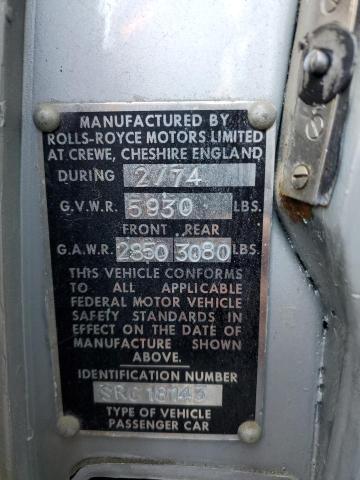 MANUFACTURED BY
ROLLS-ROYCE MOTORS LIMITED
AT CREWE, CHESHIRE ENGLAND
DURING 2/74
G.V.W.R. 5930 LBS.
FRONT REAR
G.A.W.R. 2850 3080 LBS.
THIS VEHICLE CONFORMS
TO ALL APPLICABLE
FEDERAL MOTOR VEHICLE
SAFETY STANDARDS IN
EFFECT ON THE DATE OF
MANUFACTURE SHOWN
ABOVE.
IDENTIFICATION NUMBER
SRC 18143
TYPE OF VEHICLE
PASSENGER CAR